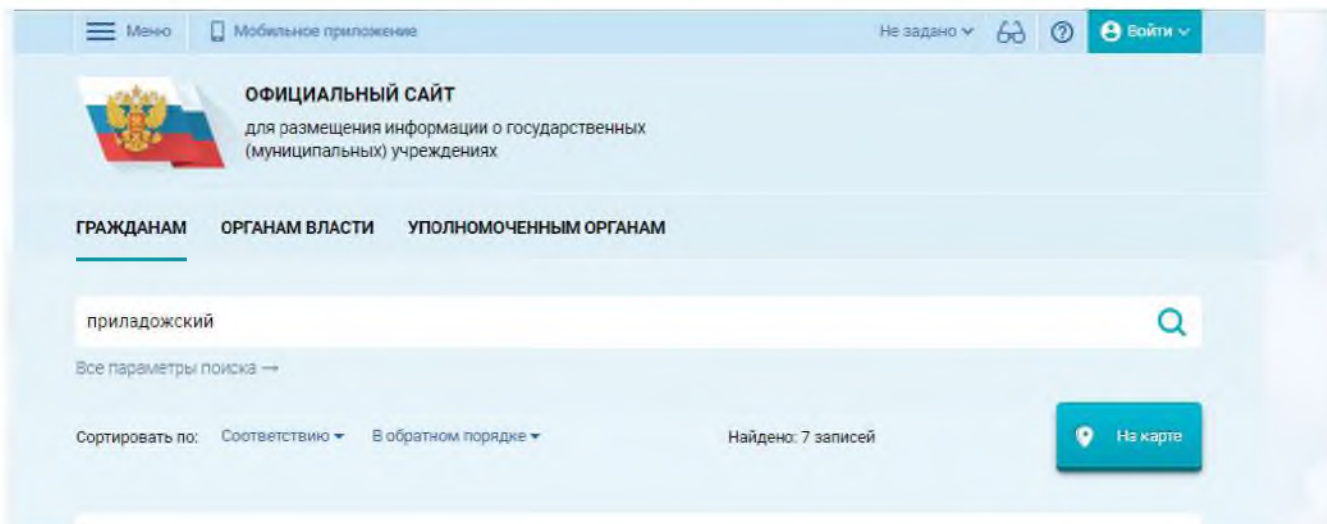 Меню Мобильное приложение Не задано Войти
ОФИЦИАЛЬНЫЙ САЙТ
для размещения информации о государственных
(муниципальных) учреждениях
ГРАЖДАНАМ ОРГАНАМ ВЛАСТИ УПОЛНОМОЧЕННЫМ ОРГАНАМ
приладожский
Все параметры поиска →
Сортировать по: Соответствию В обратном порядке Найдено: 7 записей На карте